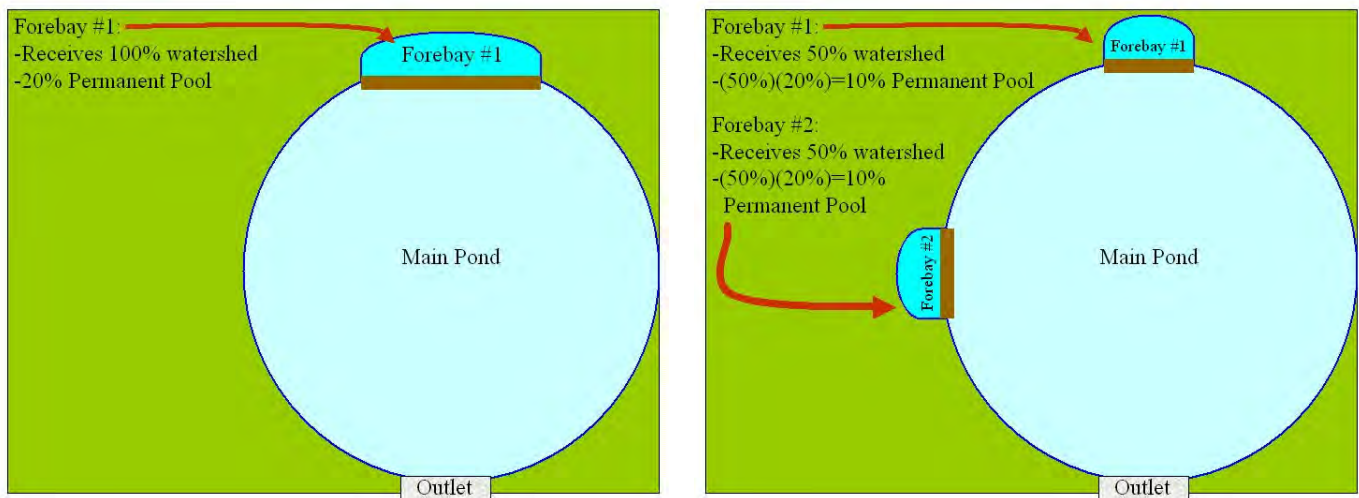 Forebay #1:
-Receives 100% watershed
-20% Permanent Pool
Forebay #1
Main Pond
Outlet
Forebay #1:
-Receives 50% watershed
-(50%)(20%)=10% Permanent Pool
Forebay #2:
-Receives 50% watershed
-(50%)(20%)=10%
Permanent Pool
Forebay #1
Forebay #2
Main Pond
Outlet